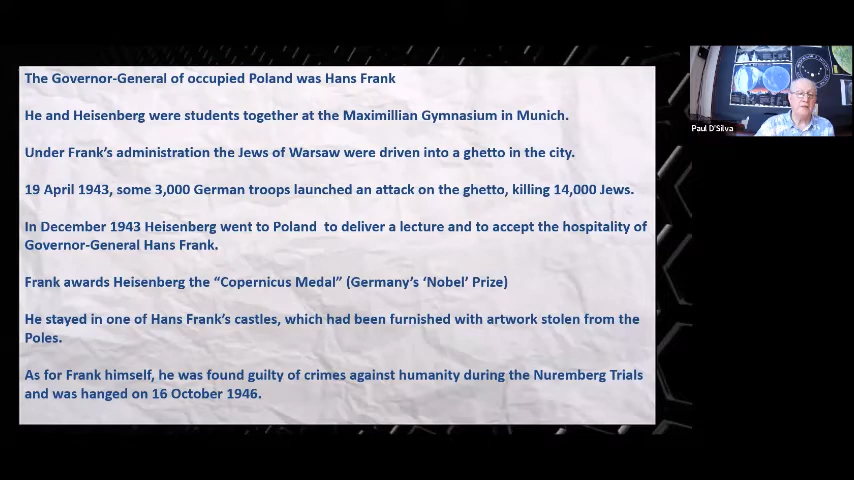 The Governor-General of occupied Poland was Hans Frank
He and Heisenberg were students together at the Maximillian Gymnasium in Munich.
Under Frank's administration the Jews of Warsaw were driven into a ghetto in the city.
19 April 1943, some 3,000 German troops launched an attack on the ghetto, killing 14,000 Jews.
In December 1943 Heisenberg went to Poland to deliver a lecture and to accept the hospitality of
Governor-General Hans Frank.
Frank awards Heisenberg the "Copernicus Medal" (Germany's 'Nobel' Prize)
He stayed in one of Hans Frank's castles, which had been furnished with artwork stolen from the
Poles.
As for Frank himself, he was found guilty of crimes against humanity during the Nuremberg Trials
and was hanged on 16 October 1946.
Paul D'Silva